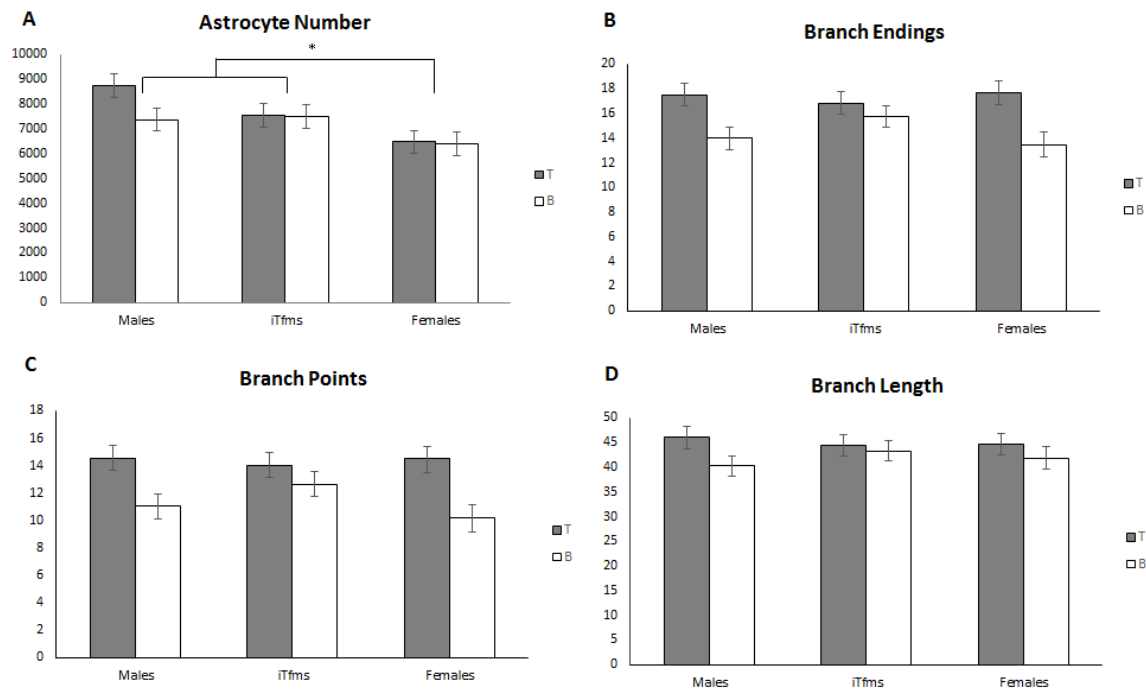 A
Astrocyte Number
*
10000
9000
8000
7000
6000
5000
4000
3000
2000
1000
0
Males iTfms Females
T
B
B
Branch Endings
20
18
16
14
12
10
8
6
4
2
0
Males iTfms Females
T
B
C
Branch Points
18
16
14
12
10
8
6
4
2
0
Males iTfms Females
T
B
D
Branch Length
50
45
40
35
30
25
20
15
10
5
0
Males iTfms Females
T
B